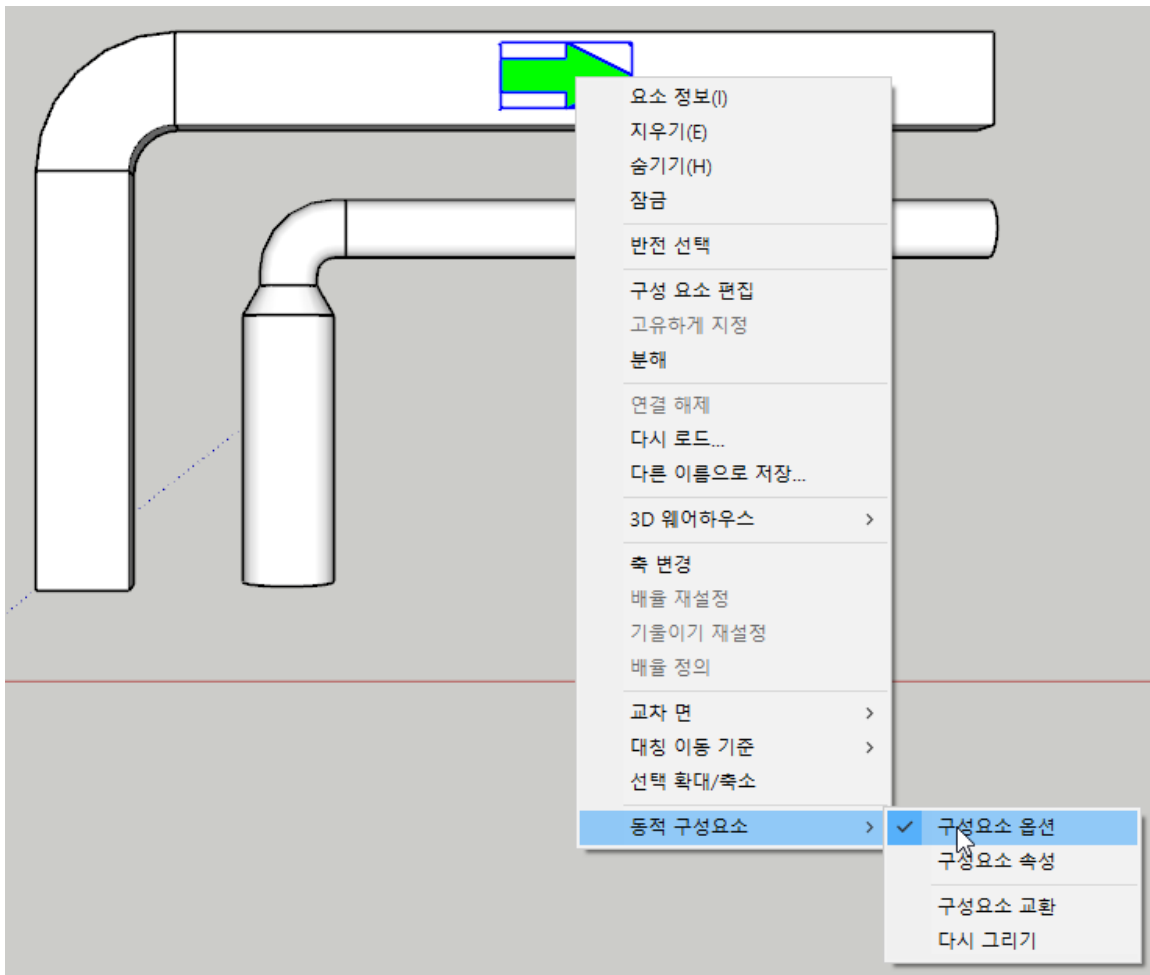 요소 정보(I)
지우기(E)
숨기기(H)
잠금
반전 선택
구성 요소 편집
고유하게 지정
분해
연결 해제
다시 로드...
다른 이름으로 저장...
3D 웨어하우스
축 변경
배율 재설정
기울이기 재설정
배율 정의
교차 면
대칭 이동 기준
선택 확대/축소
동적 구성요소
구성요소 옵션
구성요소 속성
구성요소 교환
다시 그리기